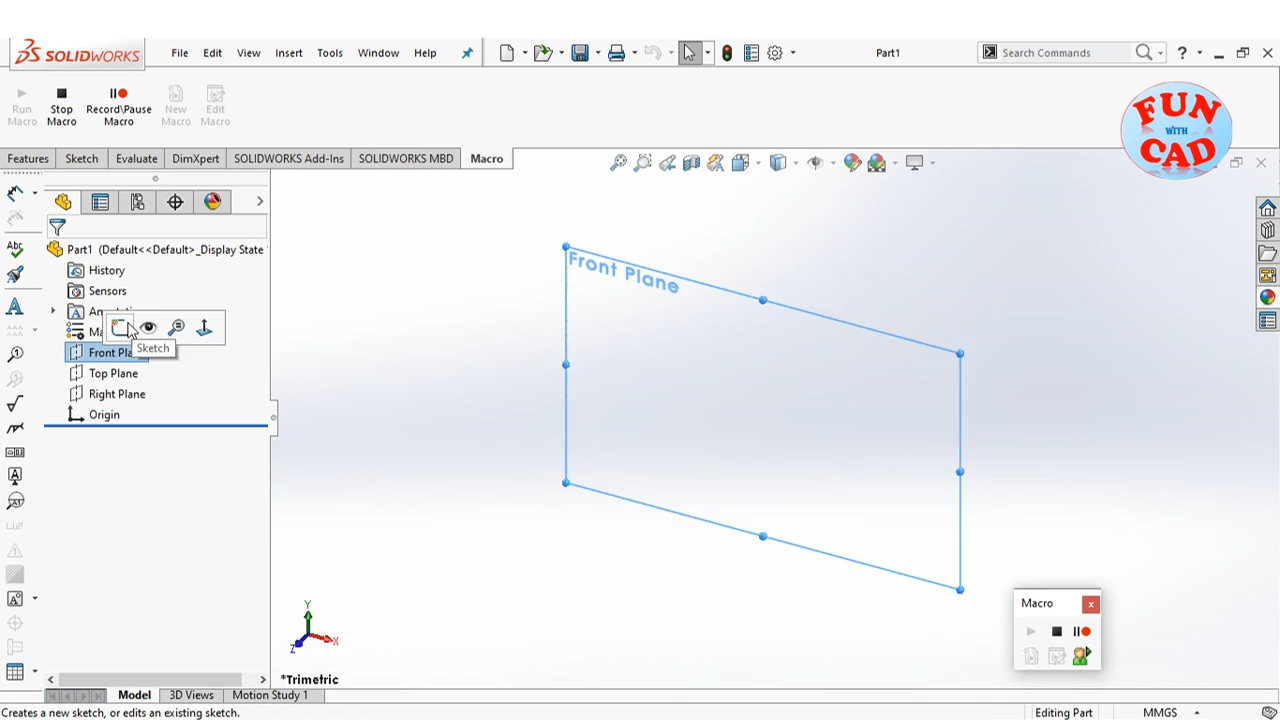 SOLIDWORKS
File Edit View Insert Tools Window Help
Part1
Search Commands
Run Macro
Stop Macro
Record\Pause Macro
New Macro
Edit Macro
FUN
WITH
CAD
Features Sketch Evaluate DimXpert SOLIDWORKS Add-Ins SOLIDWORKS MBD Macro
Part1 (Default<<Default>_Display State
History
Sensors
Sketch
Top Plane
Right Plane
Origin
Front Plane
Macro
Y
X
Z
*Trimetric
Model 3D Views Motion Study 1
Creates a new sketch, or edits an existing sketch.
Editing Part
MMGS